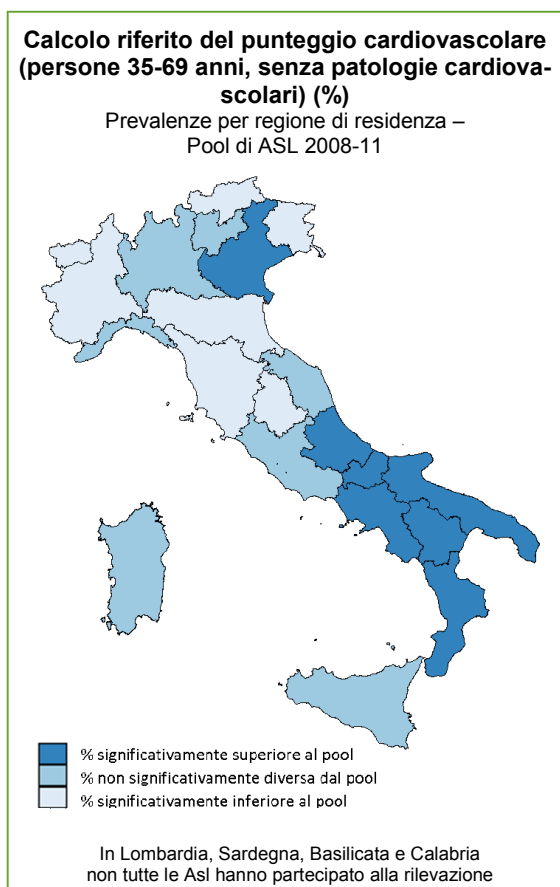 Calcolo riferito del punteggio cardiovascolare
(persone 35-69 anni, senza patologie cardiova-
scolari) (%)
Prevalenze per regione di residenza –
Pool di ASL 2008-11
% significativamente superiore al pool
% non significativamente diversa dal pool
% significativamente inferiore al pool
In Lombardia, Sardegna, Basilicata e Calabria
non tutte le Asl hanno partecipato alla rilevazione